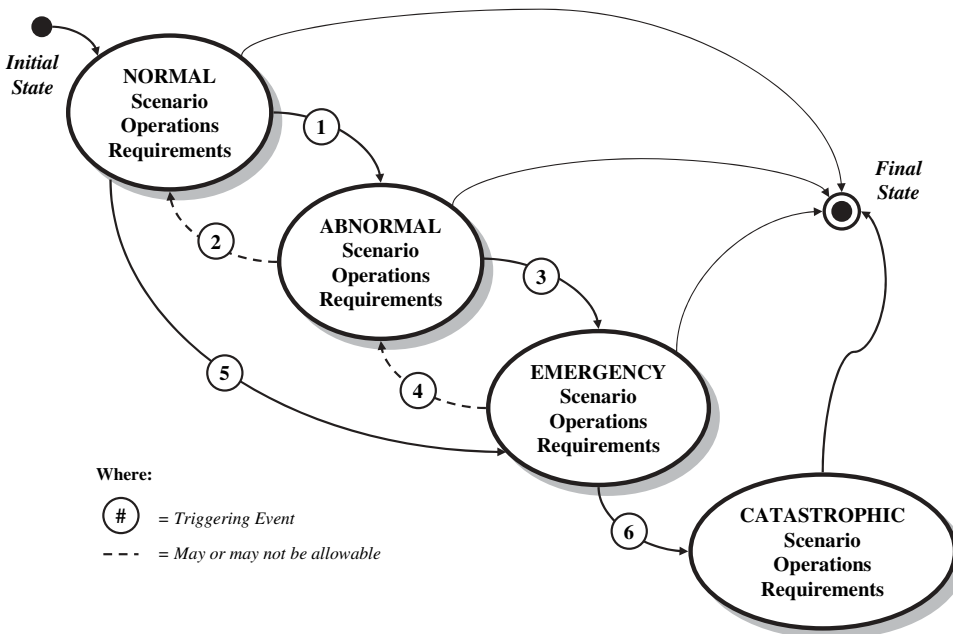 Initial
State
NORMAL
Scenario
Operations
Requirements
1
Final
State
2
ABNORMAL
Scenario
Operations
Requirements
3
5
4
EMERGENCY
Scenario
Operations
Requirements
Where:
# = Triggering Event
= May or may not be allowable
6
CATASTROPHIC
Scenario
Operations
Requirements